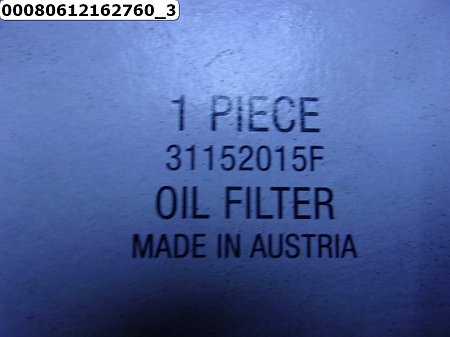 00080612162760_3
1 PIECE
31152015F
OIL FILTER
MADE IN AUSTRIA